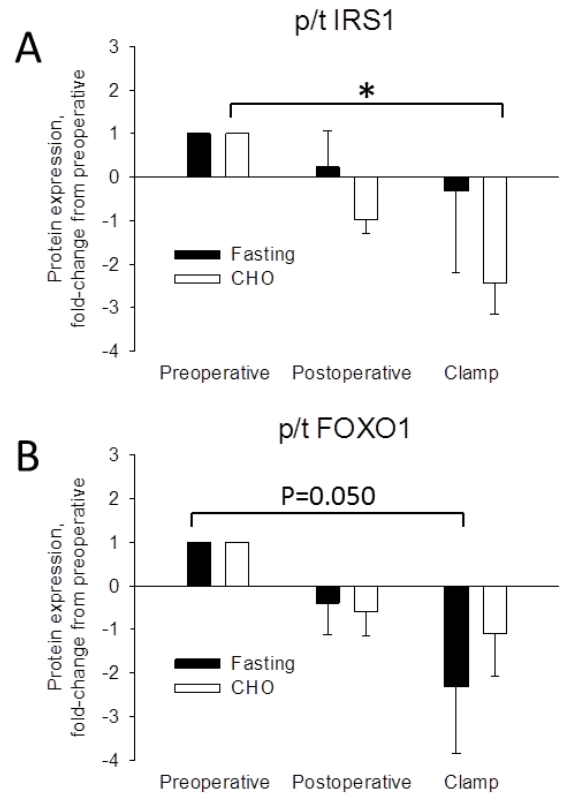 A
p/t IRS1
Protein expression,
fold-change from preoperative
3
2
1
0
-1
-2
-3
-4
*
Fasting
CHO
Preoperative Postoperative Clamp
B
p/t FOXO1
Protein expression,
fold-change from preoperative
3
2
1
0
-1
-2
-3
-4
P=0.050
Fasting
CHO
Preoperative Postoperative Clamp